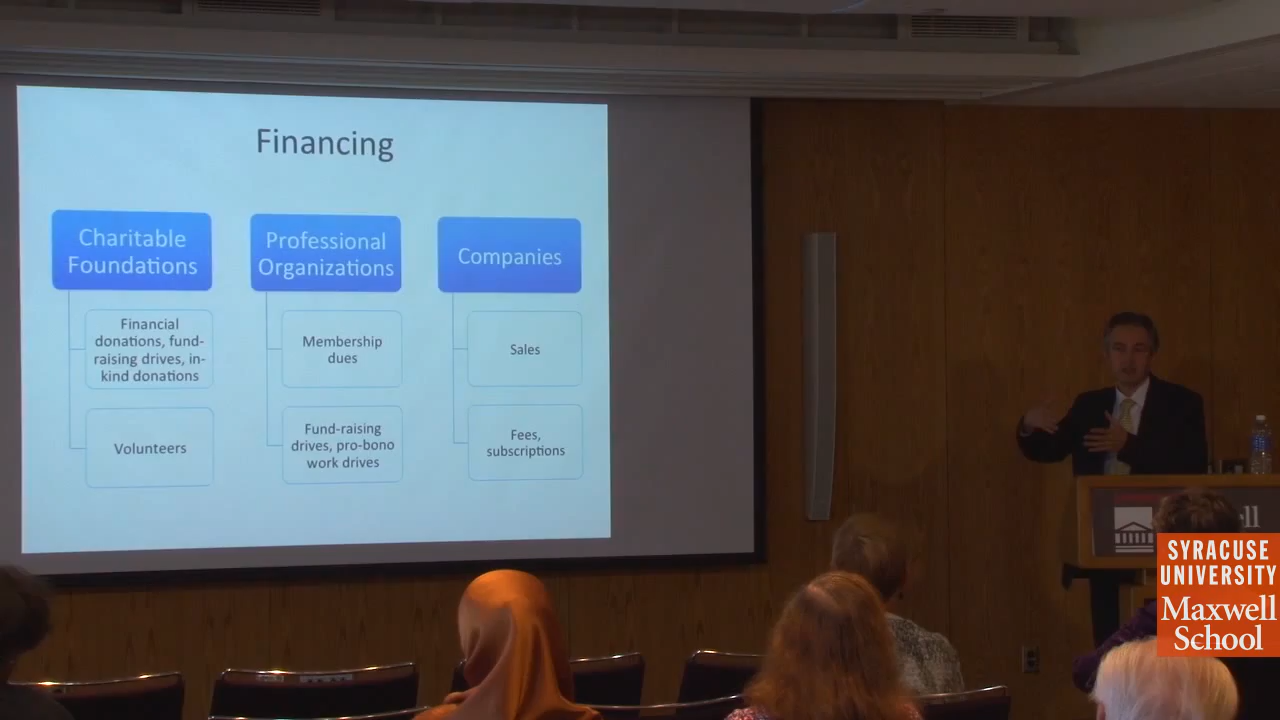 Financing
Charitable
Foundations
Financial
donations, fund-
raising drives, in-
kind donations
Volunteers
Professional
Organizations
Membership
dues
Fund-raising
drives, pro-bono
work drives
Companies
Sales
Fees,
subscriptions
SYRACUSE
UNIVERSITY
Maxwell
School